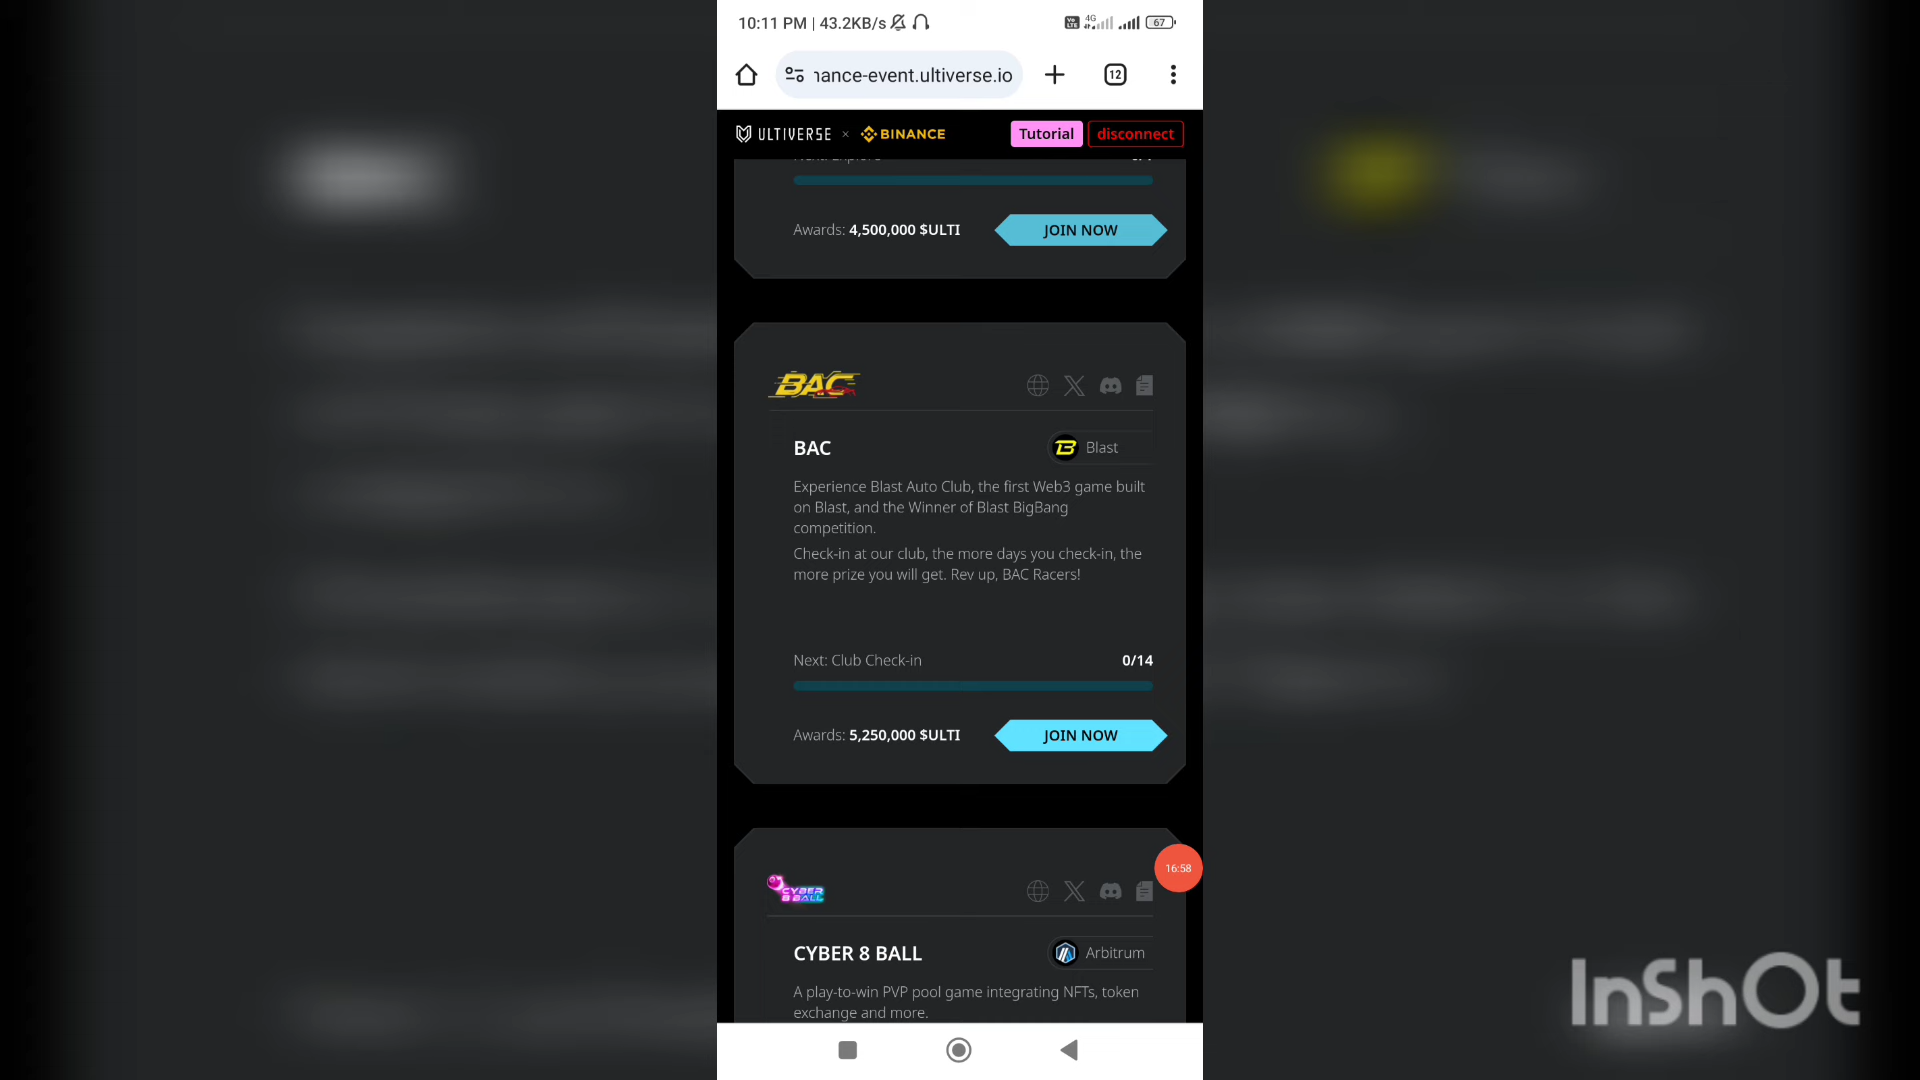 10:11 PM | 43.2KB/s
Vo LTE 4G 67
nance-event.ultiverse.io 12
ULTIVERSE × BINANCE Tutorial disconnect
Awards: 4,500,000 $ULTI JOIN NOW
BAC
BAC Blast
Experience Blast Auto Club, the first Web3 game built
on Blast, and the Winner of Blast BigBang
competition.
Check-in at our club, the more days you check-in, the
more prize you will get. Rev up, BAC Racers!
Next: Club Check-in 0/14
Awards: 5,250,000 $ULTI JOIN NOW
16:58
CYBER 8 BALL
CYBER 8 BALL Arbitrum
A play-to-win PVP pool game integrating NFTs, token
exchange and more.
InShOt